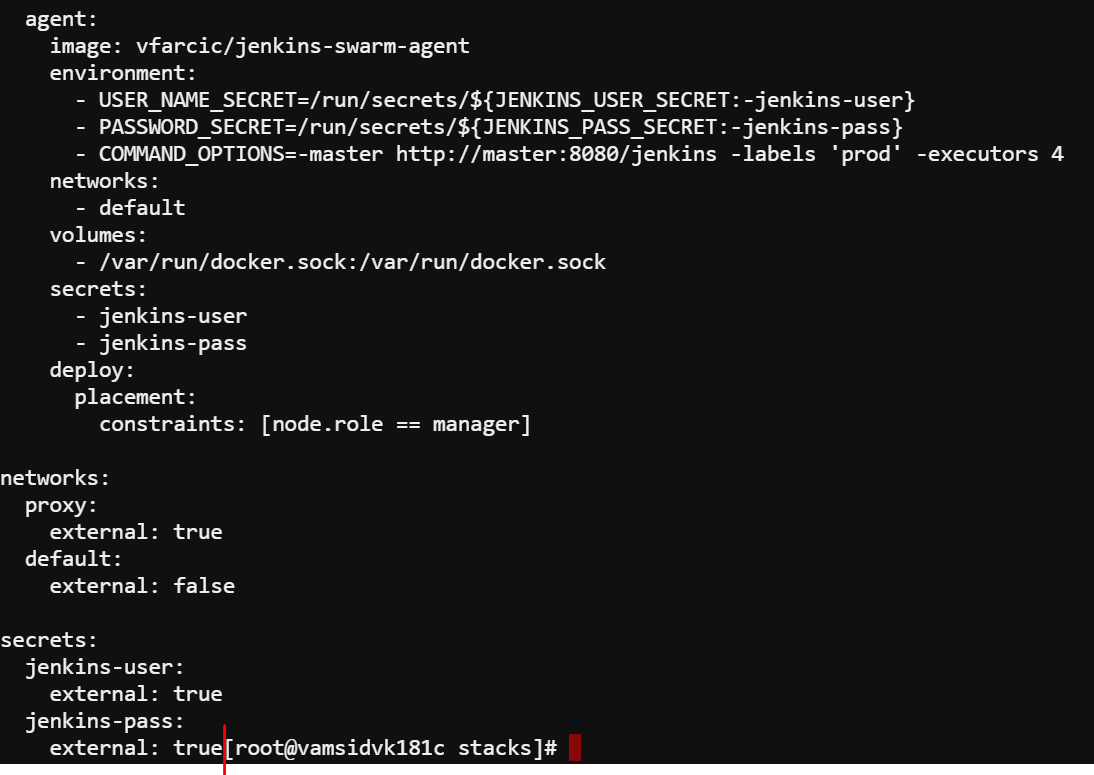 agent:
    image: vfarcic/jenkins-swarm-agent
    environment:
      - USER_NAME_SECRET=/run/secrets/${JENKINS_USER_SECRET:-jenkins-user}
      - PASSWORD_SECRET=/run/secrets/${JENKINS_PASS_SECRET:-jenkins-pass}
      - COMMAND_OPTIONS=-master http://master:8080/jenkins -labels 'prod' -executors 4
    networks:
      - default
    volumes:
      - /var/run/docker.sock:/var/run/docker.sock
    secrets:
      - jenkins-user
      - jenkins-pass
    deploy:
      placement:
        constraints: [node.role == manager]

networks:
  proxy:
    external: true
  default:
    external: false

secrets:
  jenkins-user:
    external: true
  jenkins-pass:
    external: true[root@vamsidvk181c stacks]#